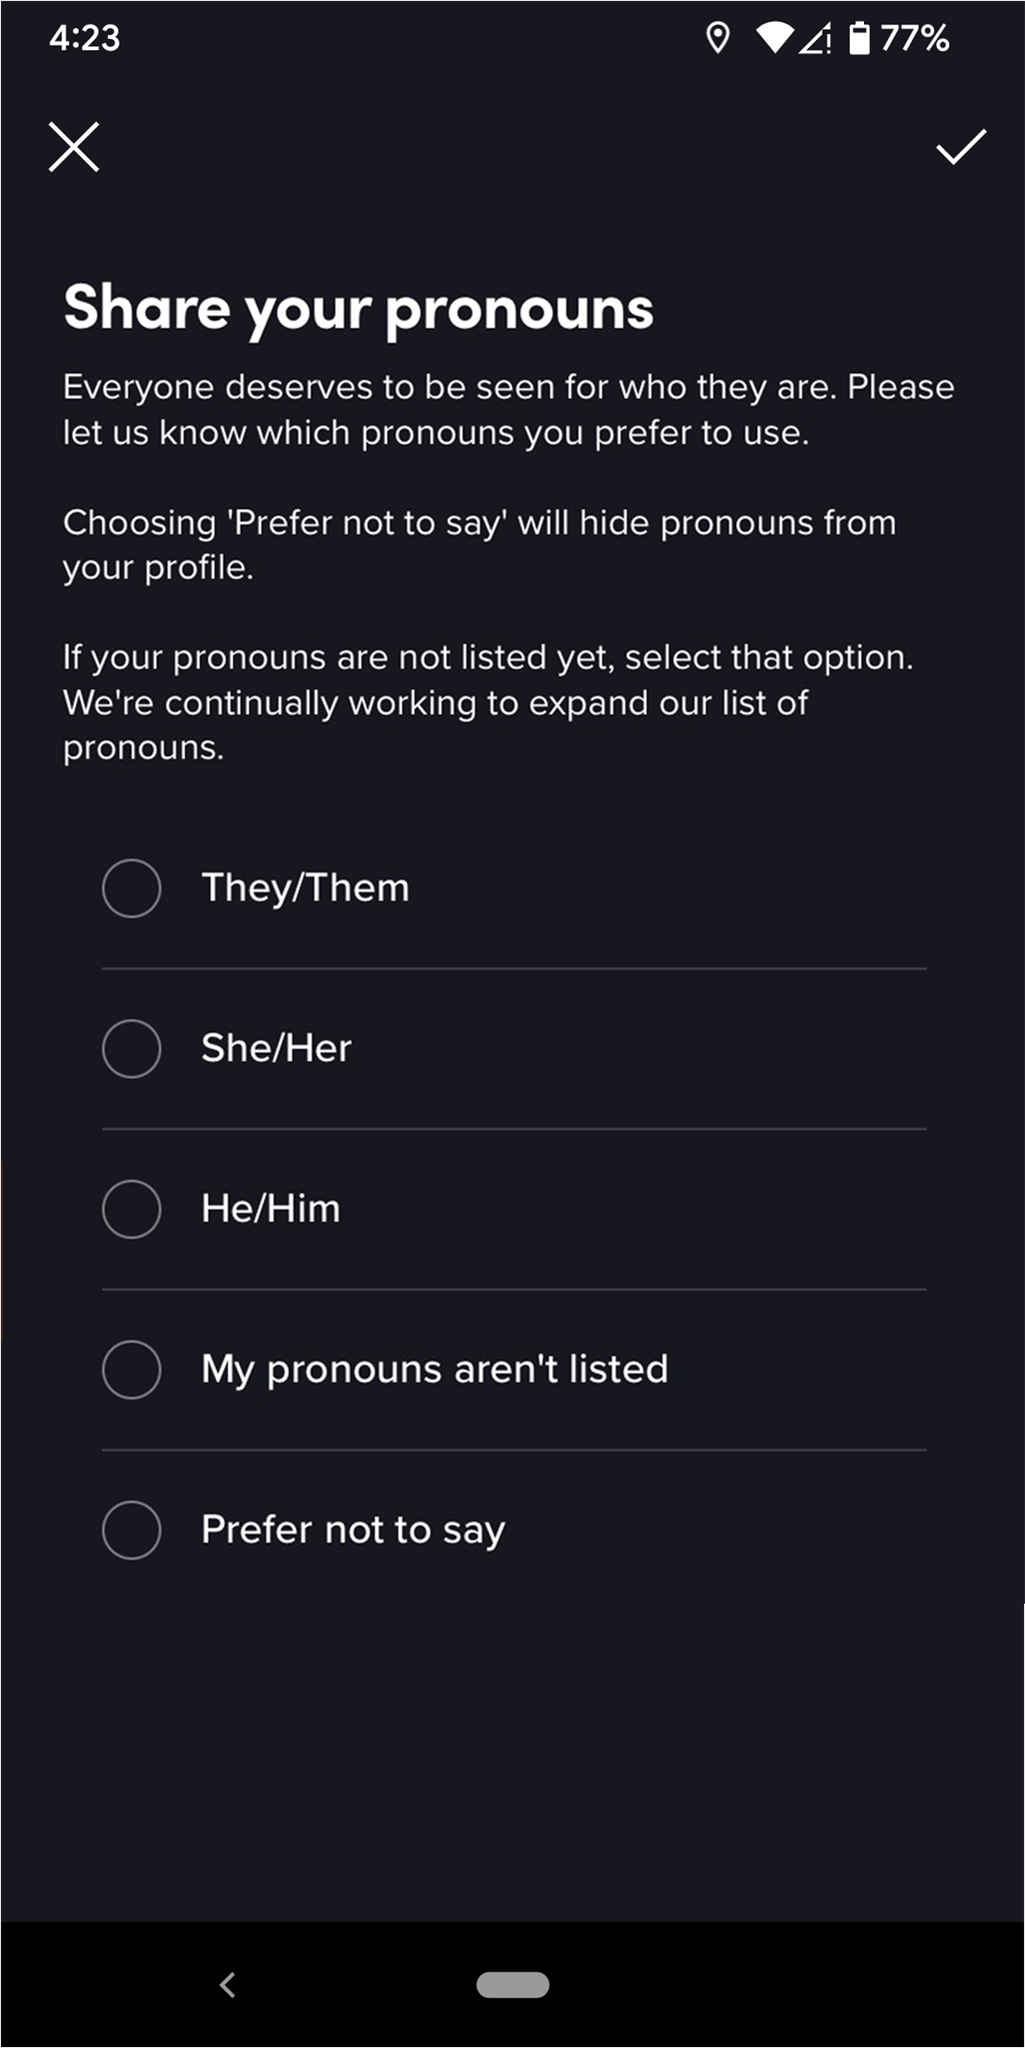 4:23
77%
Share your pronouns
Everyone deserves to be seen for who they are. Please
let us know which pronouns you prefer to use.
Choosing 'Prefer not to say' will hide pronouns from
your profile.
If your pronouns are not listed yet, select that option.
We're continually working to expand our list of
pronouns.
They/Them
She/Her
He/Him
My pronouns aren't listed
Prefer not to say